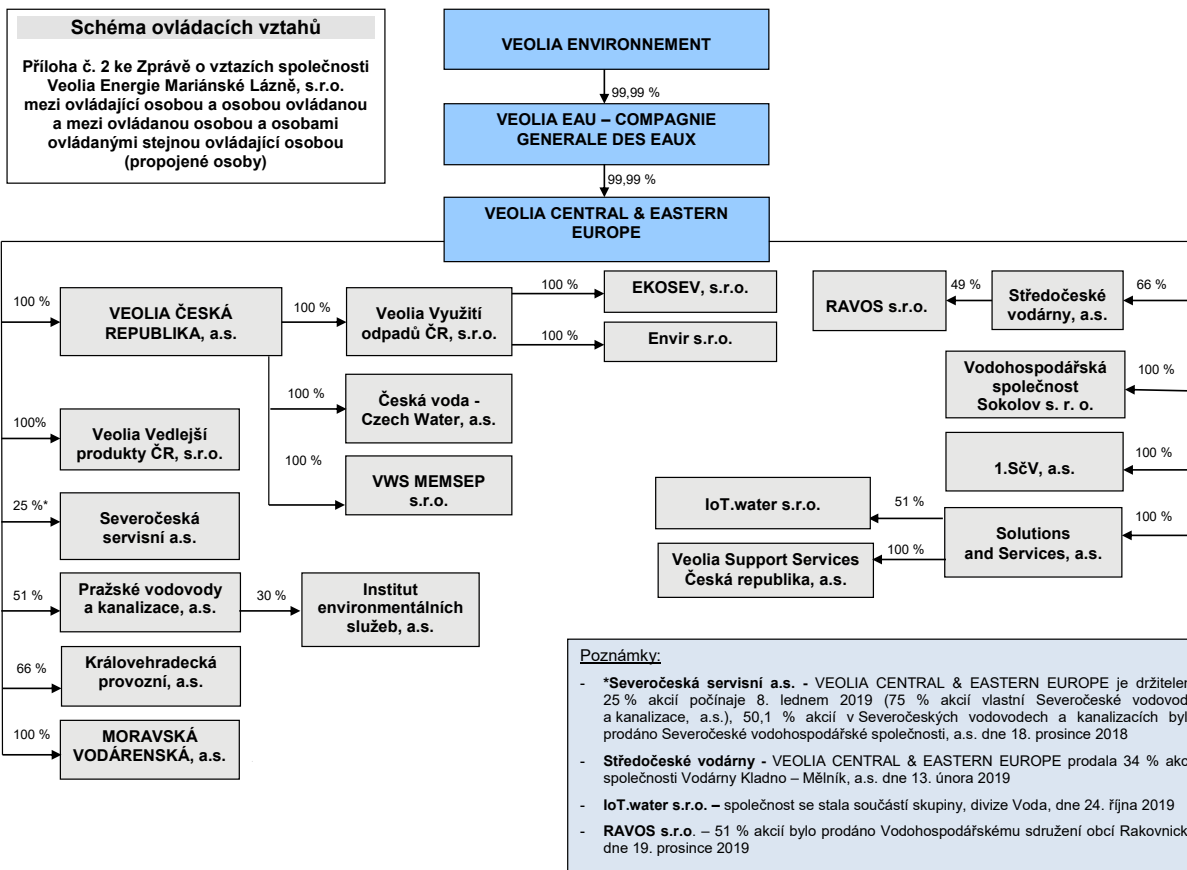 Schéma ovládacích vztahů
Příloha č. 2 ke Zprávě o vztazích společnosti
Veolia Energie Mariánské Lázně, s.r.o.
mezi ovládající osobou a osobou ovládanou
a mezi ovládanou osobou a osobami
ovládanými stejnou ovládající osobou
(propojené osoby)
VEOLIA ENVIRONNEMENT
99,99 %
VEOLIA EAU – COMPAGNIE
GENERALE DES EAUX
99,99 %
VEOLIA CENTRAL & EASTERN
EUROPE
100 %
VEOLIA ČESKÁ
REPUBLIKA, a.s.
100 %
Veolia Využití
odpadů ČR, s.r.o.
100 %
EKOSEV, s.r.o.
100 %
Envir s.r.o.
100 %
Česká voda -
Czech Water, a.s.
100 %
VWS MEMSEP
s.r.o.
100%
Veolia Vedlejší
produkty ČR, s.r.o.
25 %*
Severočeská
servisní a.s.
51 %
Pražské vodovody
a kanalizace, a.s.
30 %
Institut
environmentálních
služeb, a.s.
66 %
Královehradecká
provozní, a.s.
100 %
MORAVSKÁ
VODÁRENSKÁ, a.s.
RAVOS s.r.o.
49 %
Středočeské
vodárny, a.s.
66 %
Vodohospodářská
společnost
Sokolov s. r. o.
100 %
1.SčV, a.s.
100 %
IoT.water s.r.o.
51 %
Solutions
and Services, a.s.
100 %
Veolia Support Services
Česká republika, a.s.
100 %
Poznámky:
- *Severočeská servisní a.s. - VEOLIA CENTRAL & EASTERN EUROPE je držitelem
25 % akcií počínaje 8. lednem 2019 (75 % akcií vlastní Severočeské vodovod
a kanalizace, a.s.), 50,1 % akcií v Severočeských vodovodech a kanalizacích byl
prodáno Severočeské vodohospodářské společnosti, a.s. dne 18. prosince 2018
- Středočeské vodárny - VEOLIA CENTRAL & EASTERN EUROPE prodala 34 % akc
společnosti Vodárny Kladno – Mělník, a.s. dne 13. února 2019
- IoT.water s.r.o. – společnost se stala součástí skupiny, divize Voda, dne 24. října 2019
- RAVOS s.r.o. – 51 % akcií bylo prodáno Vodohospodářskému sdružení obcí Rakovnick
dne 19. prosince 2019